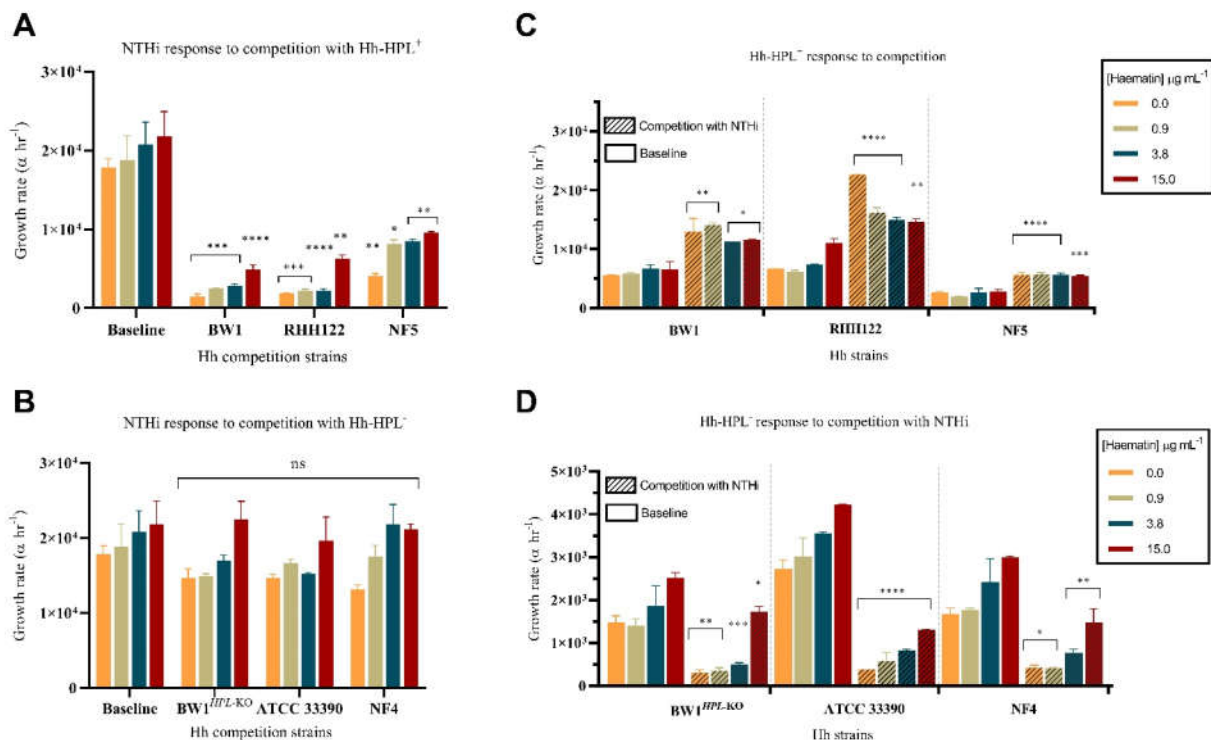 A
NTHi response to competition with Hh-HPL+
Growth rate (α hr-1)
3×10⁴
2×10⁴
1×10⁴
0
*** **** *** **** ** ** * **
Baseline BW1 RHH122 NF5
Hh competition strains
B
NTHi response to competition with Hh-HPL-
Growth rate (α hr-1)
3×10⁴
2×10⁴
1×10⁴
0
ns
Baseline BW1HPL-KO ATCC 33390 NF4
Hh competition strains
C
Hh-HPL- response to competition
Growth rate (α hr-1)
3×10⁴
2×10⁴
1×10⁴
0
Competition with NTHi
Baseline
** * **** ** **** ***
BW1 RHH122 NF5
Hh strains
[Haematin] µg mL-1
0.0
0.9
3.8
15.0
D
Hh-HPL- response to competition with NTHi
Growth rate (α hr-1)
5×10³
4×10³
3×10³
2×10³
1×10³
0
Competition with NTHi
Baseline
** *** * **** * **
BW1HPL-KO ATCC 33390 NF4
Hh strains
[Haematin] µg mL-1
0.0
0.9
3.8
15.0